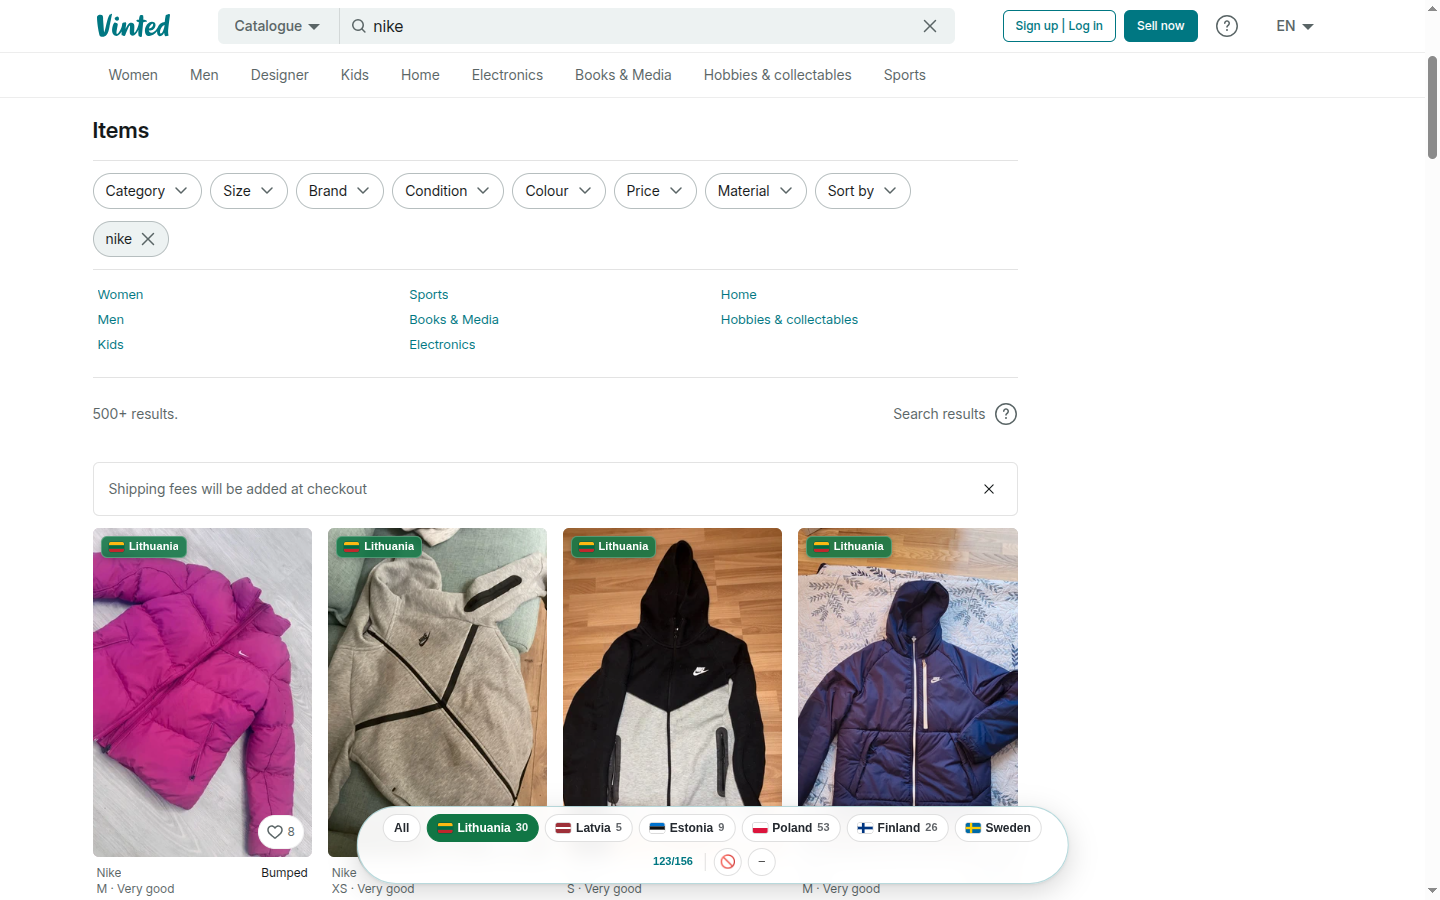 Vinted
Catalogue
nike
Sign up | Log in
Sell now
?
EN
Women
Men
Designer
Kids
Home
Electronics
Books & Media
Hobbies & collectables
Sports
Items
Category
Size
Brand
Condition
Colour
Price
Material
Sort by
nike
Women
Sports
Home
Men
Books & Media
Hobbies & collectables
Kids
Electronics
500+ results.
Search results
?
Shipping fees will be added at checkout
Lithuania
Lithuania
Lithuania
Lithuania
8
All
Lithuania 30
Latvia 5
Estonia 9
Poland 53
Finland 26
Sweden
123/156
Nike
Bumped
M · Very good
Nike
XS · Very good
S · Very good
M · Very good